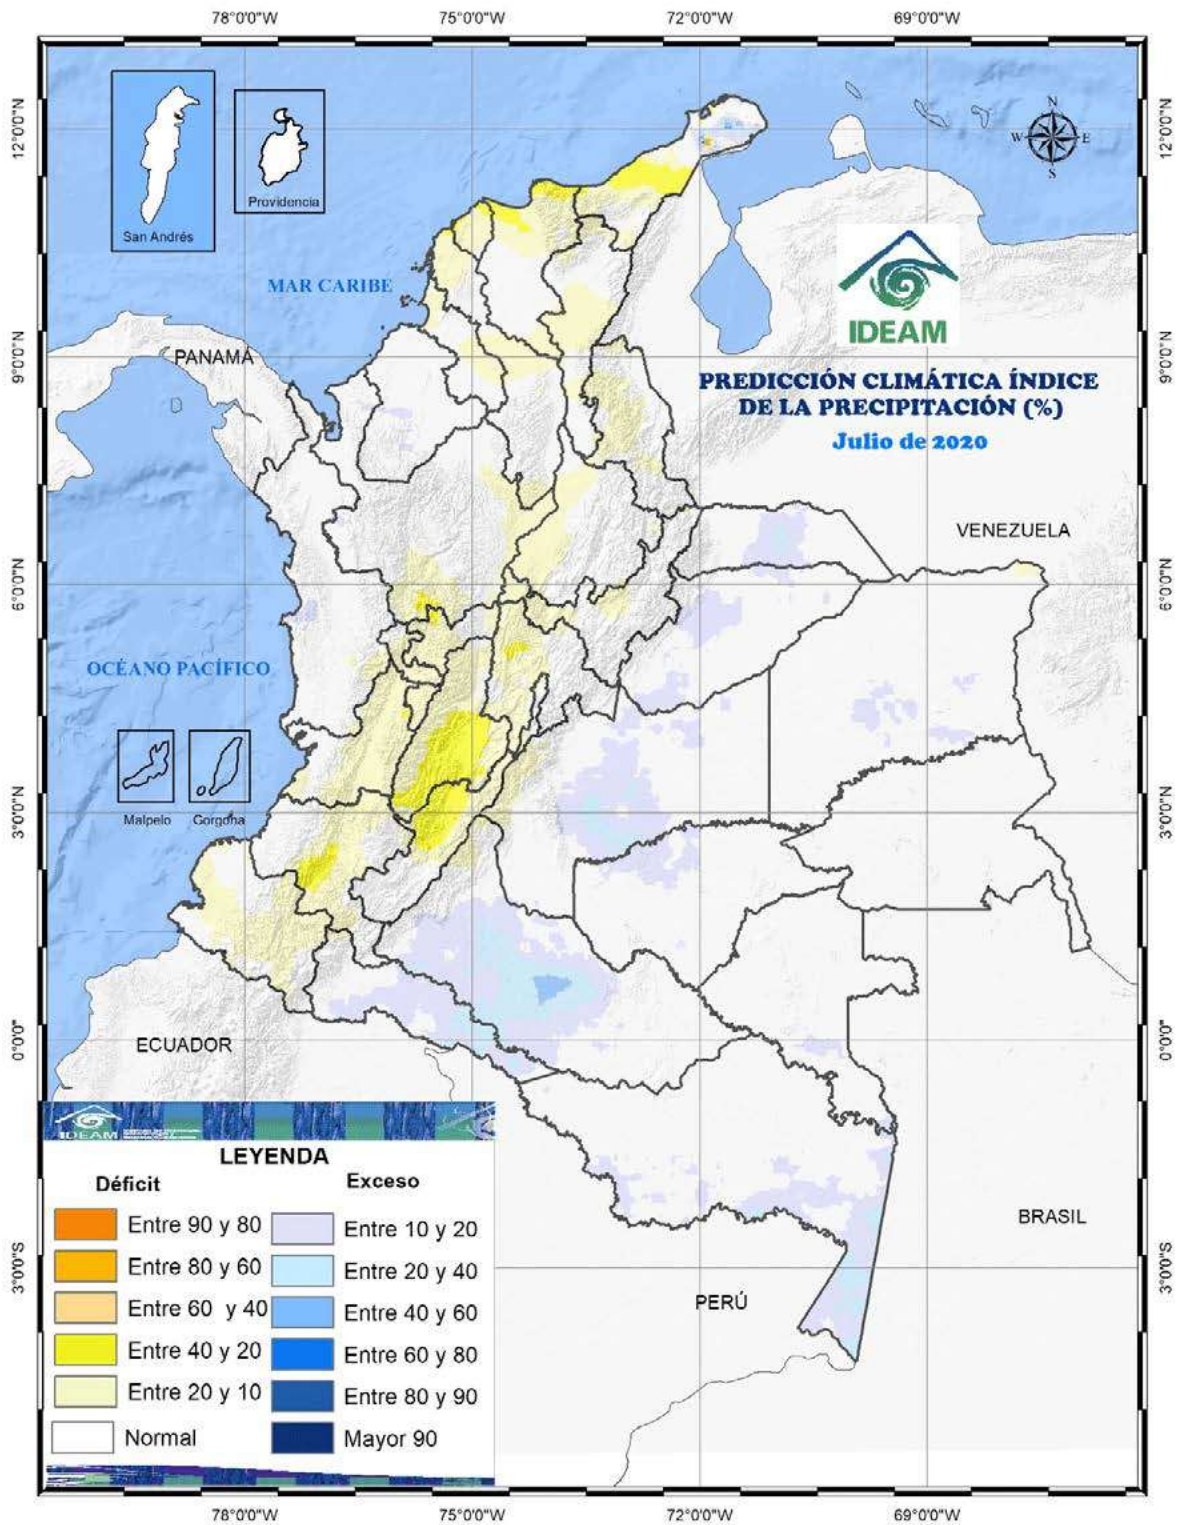 78°0'0"W 75°0'0"W 72°0'0"W 69°0'0"W
12°0'0"N
12°0'0"N
N
W E
S
Providencia
San Andrés
MAR CARIBE
IDEAM
9°0'0"N
9°0'0"N
PANAMÁ
PREDICCIÓN CLIMÁTICA ÍNDICE
DE LA PRECIPITACIÓN (%)
Julio de 2020
VENEZUELA
6°0'0"N
6°0'0"N
OCÉANO PACÍFICO
3°0'0"N
3°0'0"N
Malpelo Gorgona
0°0'0"
0°0'0"
ECUADOR
IDEAM
LEYENDA
Déficit Exceso
Entre 90 y 80 Entre 10 y 20
Entre 80 y 60 Entre 20 y 40
Entre 60 y 40 Entre 40 y 60
Entre 40 y 20 Entre 60 y 80
Entre 20 y 10 Entre 80 y 90
Normal Mayor 90
BRASIL
PERÚ
3°0'0"S
3°0'0"S
78°0'0"W 75°0'0"W 72°0'0"W 69°0'0"W